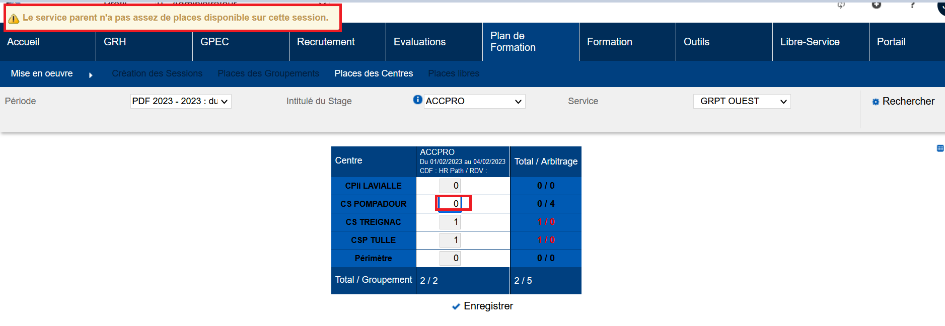 Le service parent n'a pas assez de places disponible sur cette session.
Accueil GRH GPEC Recrutement Evaluations Plan de Formation Formation Outils Libre-Service Portail
Mise en oeuvre Création des Sessions Places des Groupements Places des Centres Places libres
Période PDF 2023 - 2023 : du Intitulé du Stage ACCPRO Service GRPT OUEST Rechercher
Centre ACCPRO Total / Arbitrage
Du 01/02/2023 au 04/02/2023
CDF : HR Path / RDV :
CPII LAVIALLE 0 0 / 0
CS POMPADOUR 0 0 / 4
CS TREIGNAC 1 1 / 0
CSP TULLE 1 1 / 0
Périmètre 0 0 / 0
Total / Groupement 2 / 2 2 / 5
Enregistrer